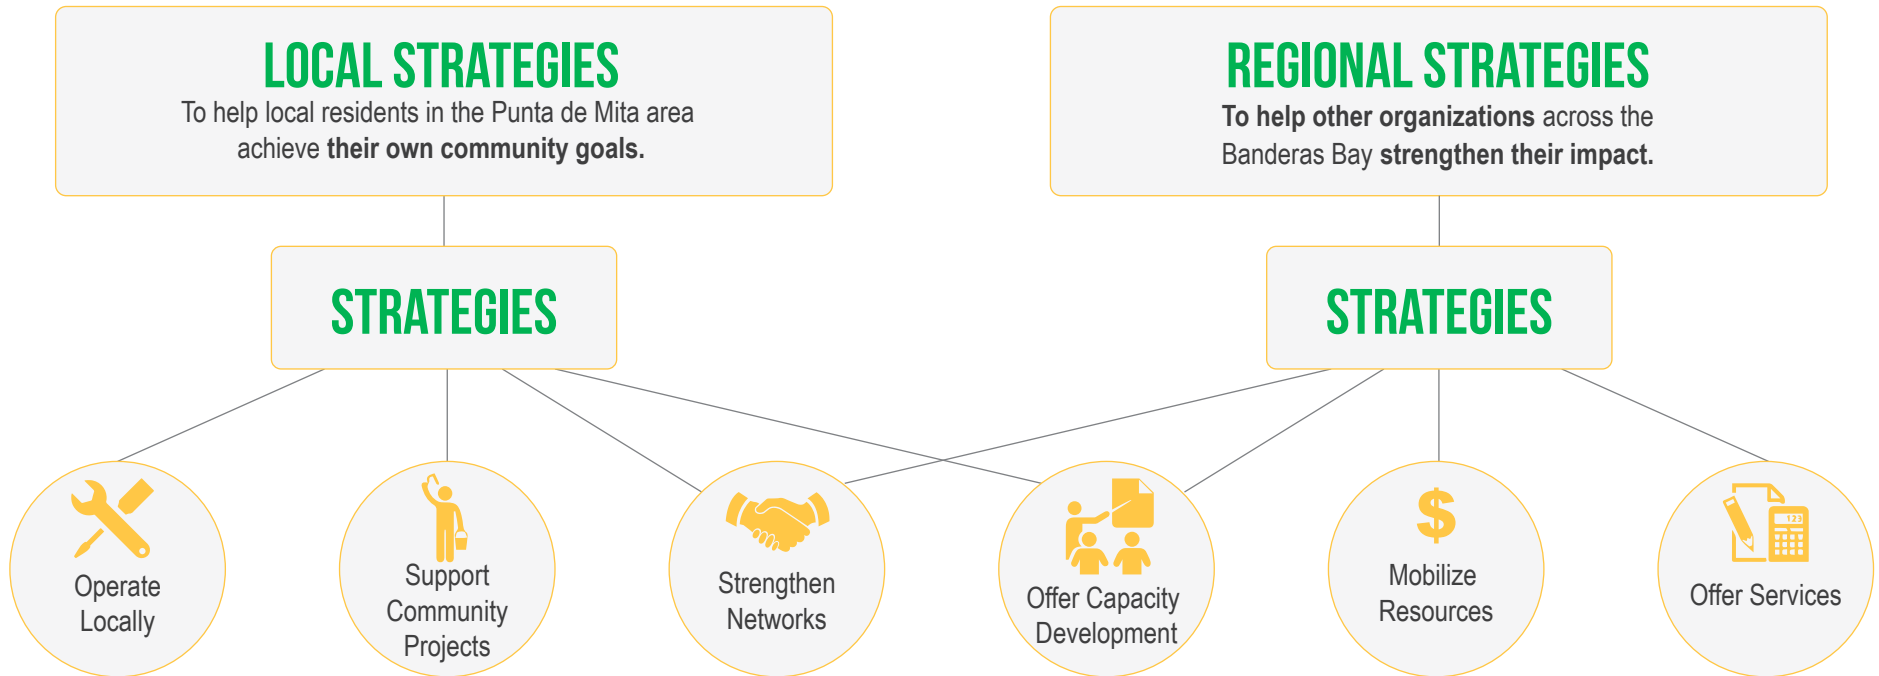 LOCAL STRATEGIES
To help local residents in the Punta de Mita area
achieve their own community goals.
REGIONAL STRATEGIES
To help other organizations across the
Banderas Bay strengthen their impact.
STRATEGIES
STRATEGIES
Operate
Locally
Support
Community
Projects
Strengthen
Networks
Offer Capacity
Development
$
Mobilize
Resources
123
Offer Services